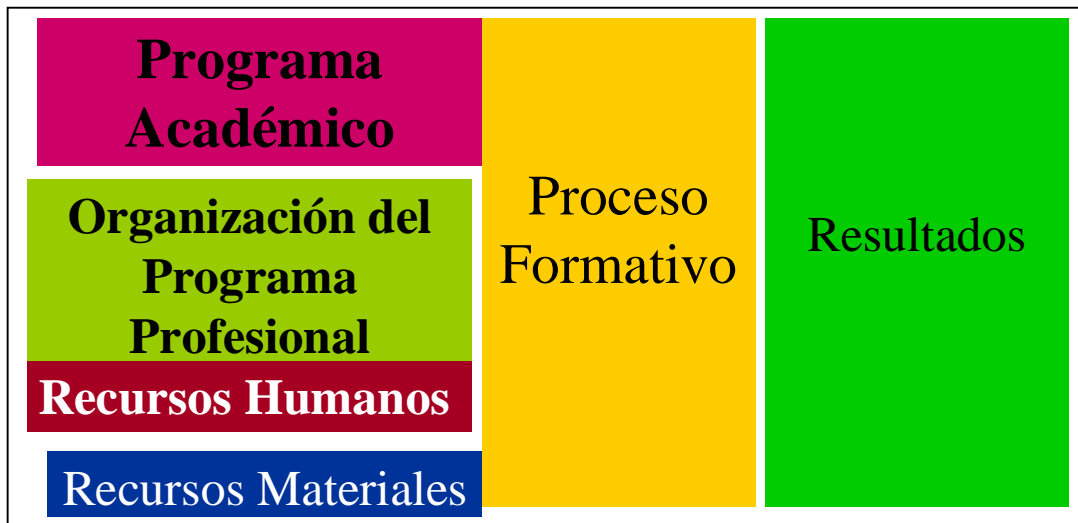 Programa
Académico
Organización del
Programa
Profesional
Recursos Humanos
Recursos Materiales
Proceso
Formativo
Resultados